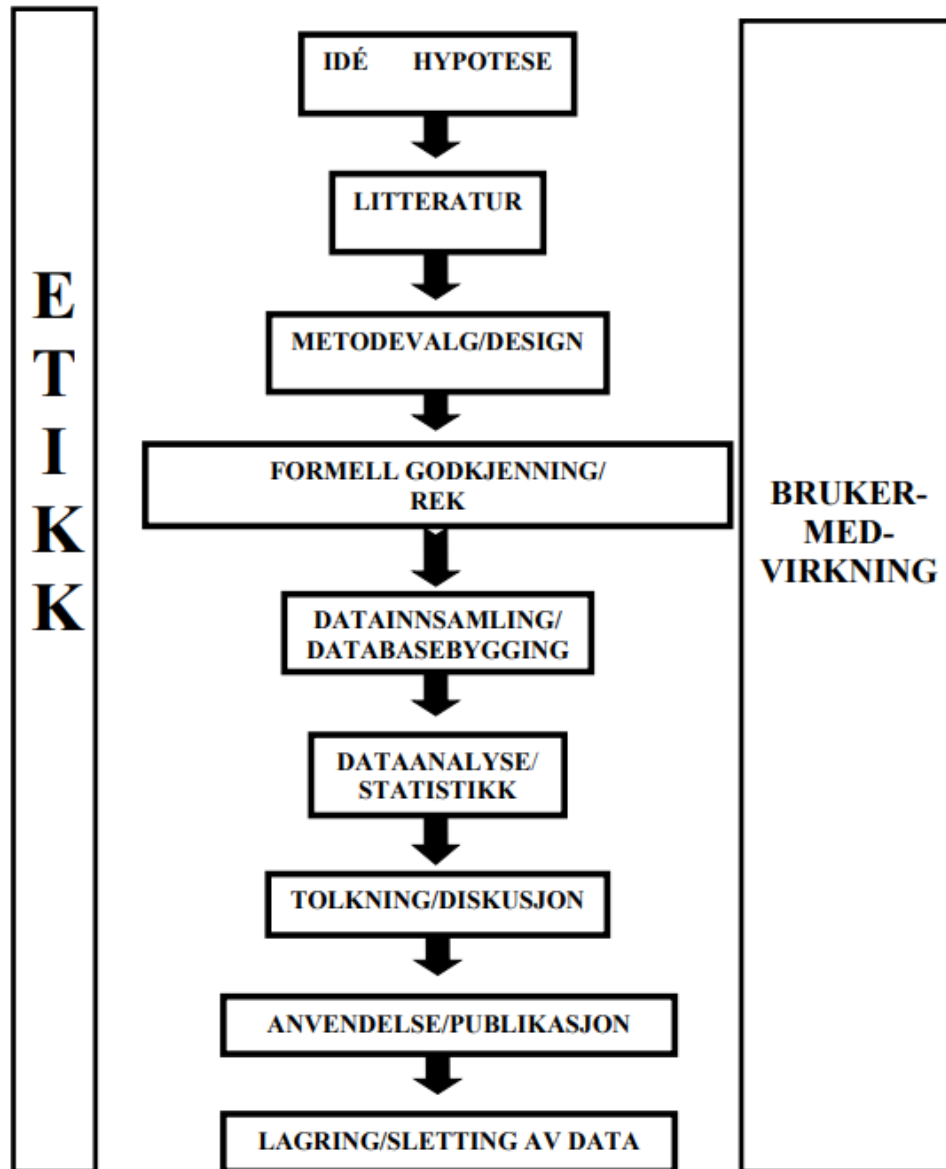 ETIKK
IDÉ HYPOTESE
LITTERATUR
METODEVALG/DESIGN
FORMELL GODKJENNING/
REK
DATAINNSAMLING/
DATABASEBYGGING
DATAANALYSE/
STATISTIKK
TOLKNING/DISKUSJON
ANVENDELSE/PUBLIKASJON
LAGRING/SLETTING AV DATA
BRUKER-
MED-
VIRKNING